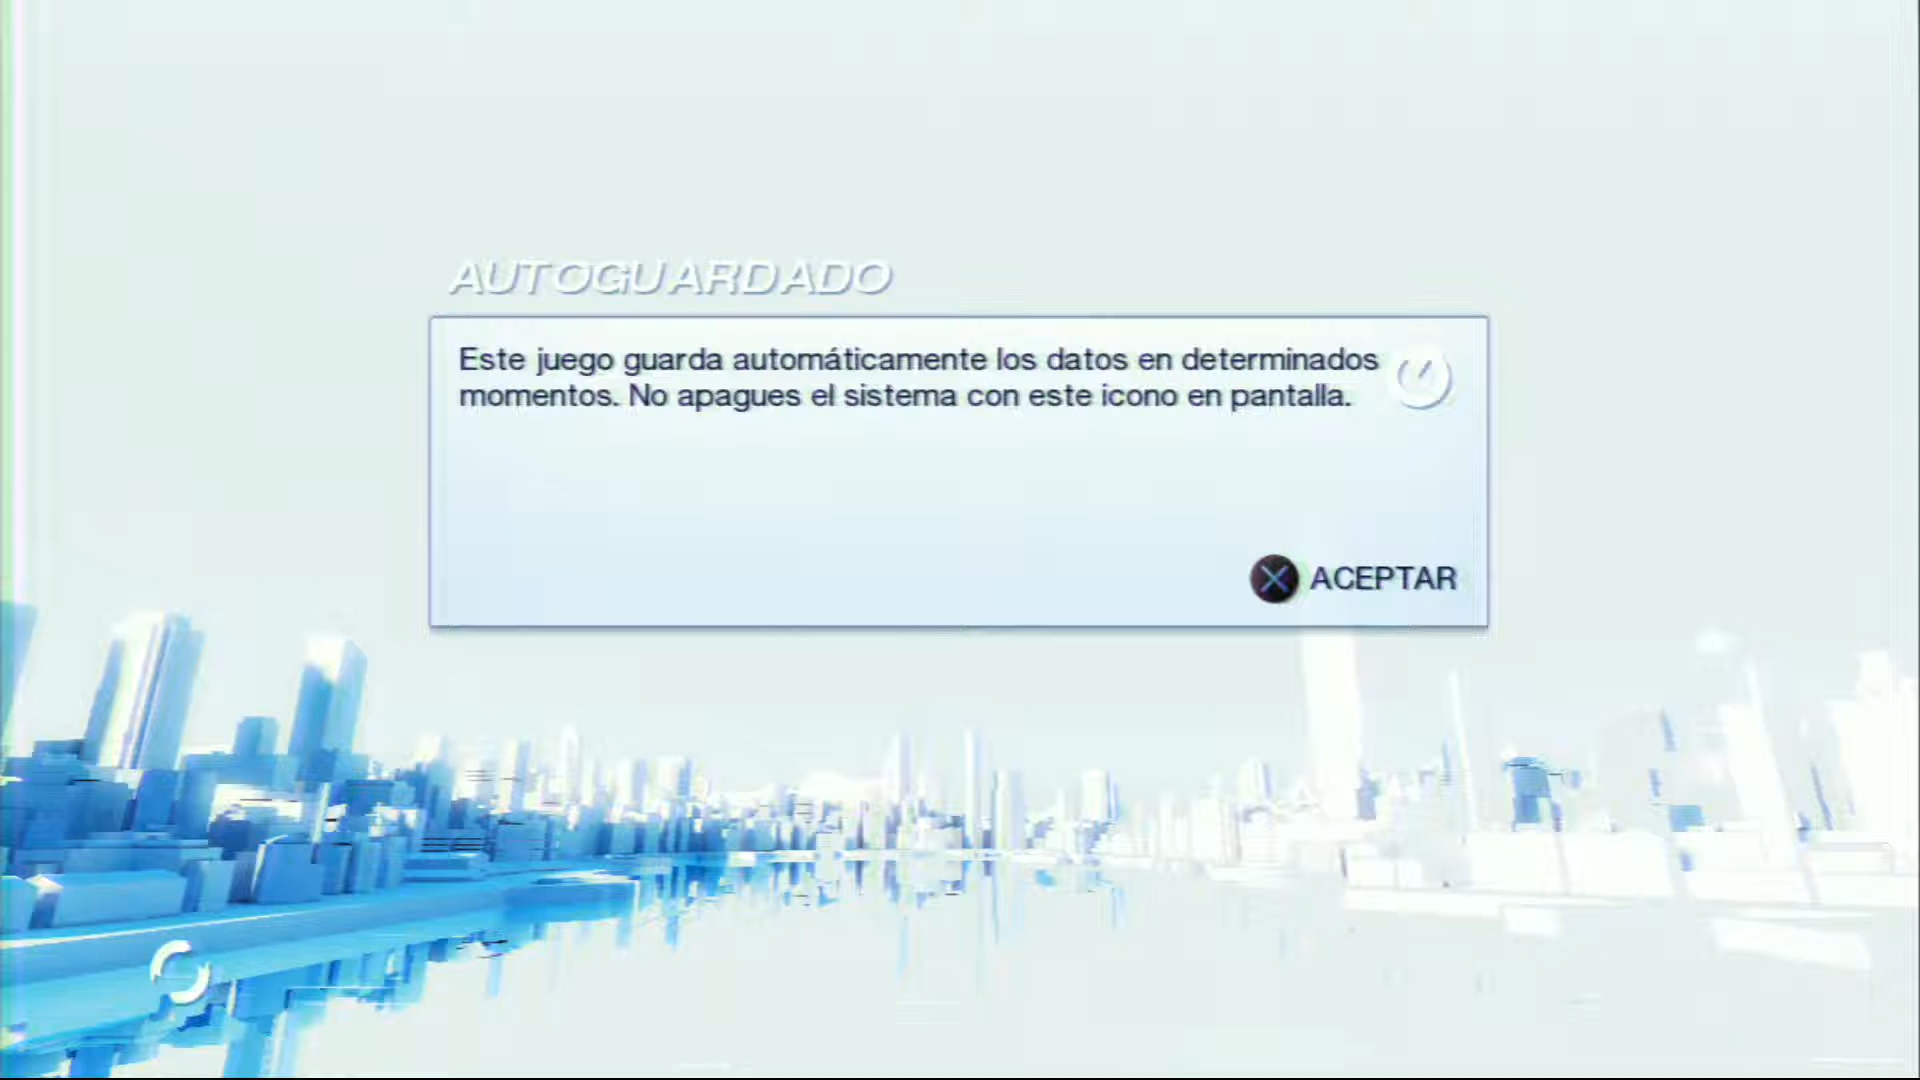 AUTOGUARDADO
Este juego guarda automáticamente los datos en determinados
momentos. No apagues el sistema con este icono en pantalla.
ACEPTAR